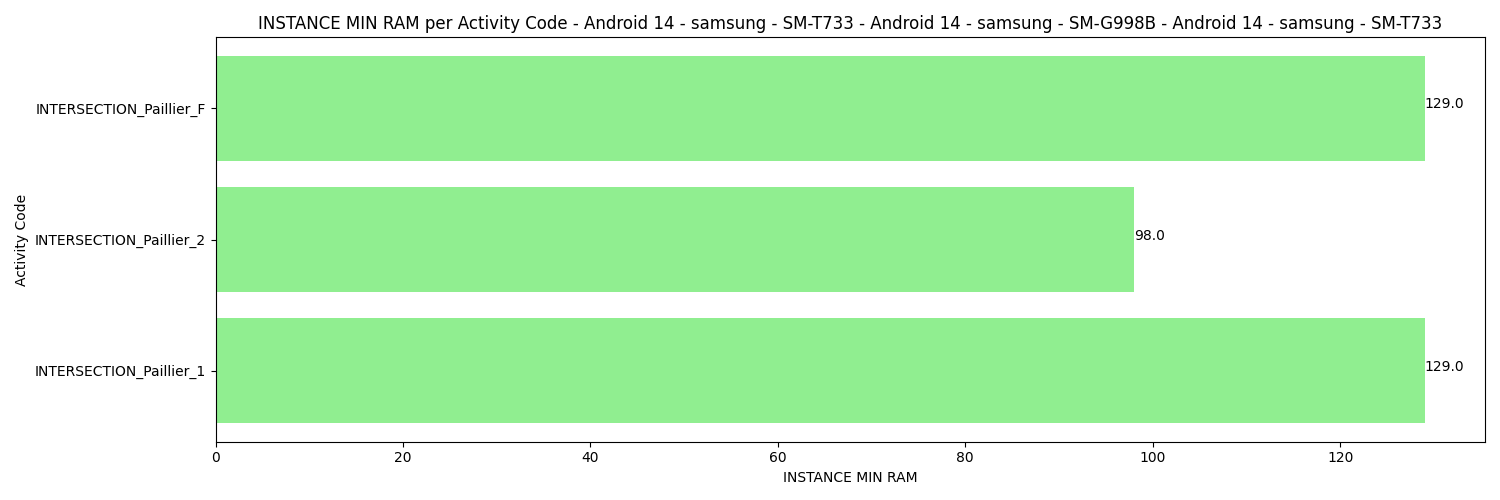 INSTANCE MIN RAM per Activity Code - Android 14 - samsung - SM-T733 - Android 14 - samsung - SM-G998B - Android 14 - samsung - SM-T733
INTERSECTION_Paillier_F
129.0
INTERSECTION_Paillier_2
98.0
INTERSECTION_Paillier_1
129.0
Activity Code
0
20
40
60
80
100
120
INSTANCE MIN RAM